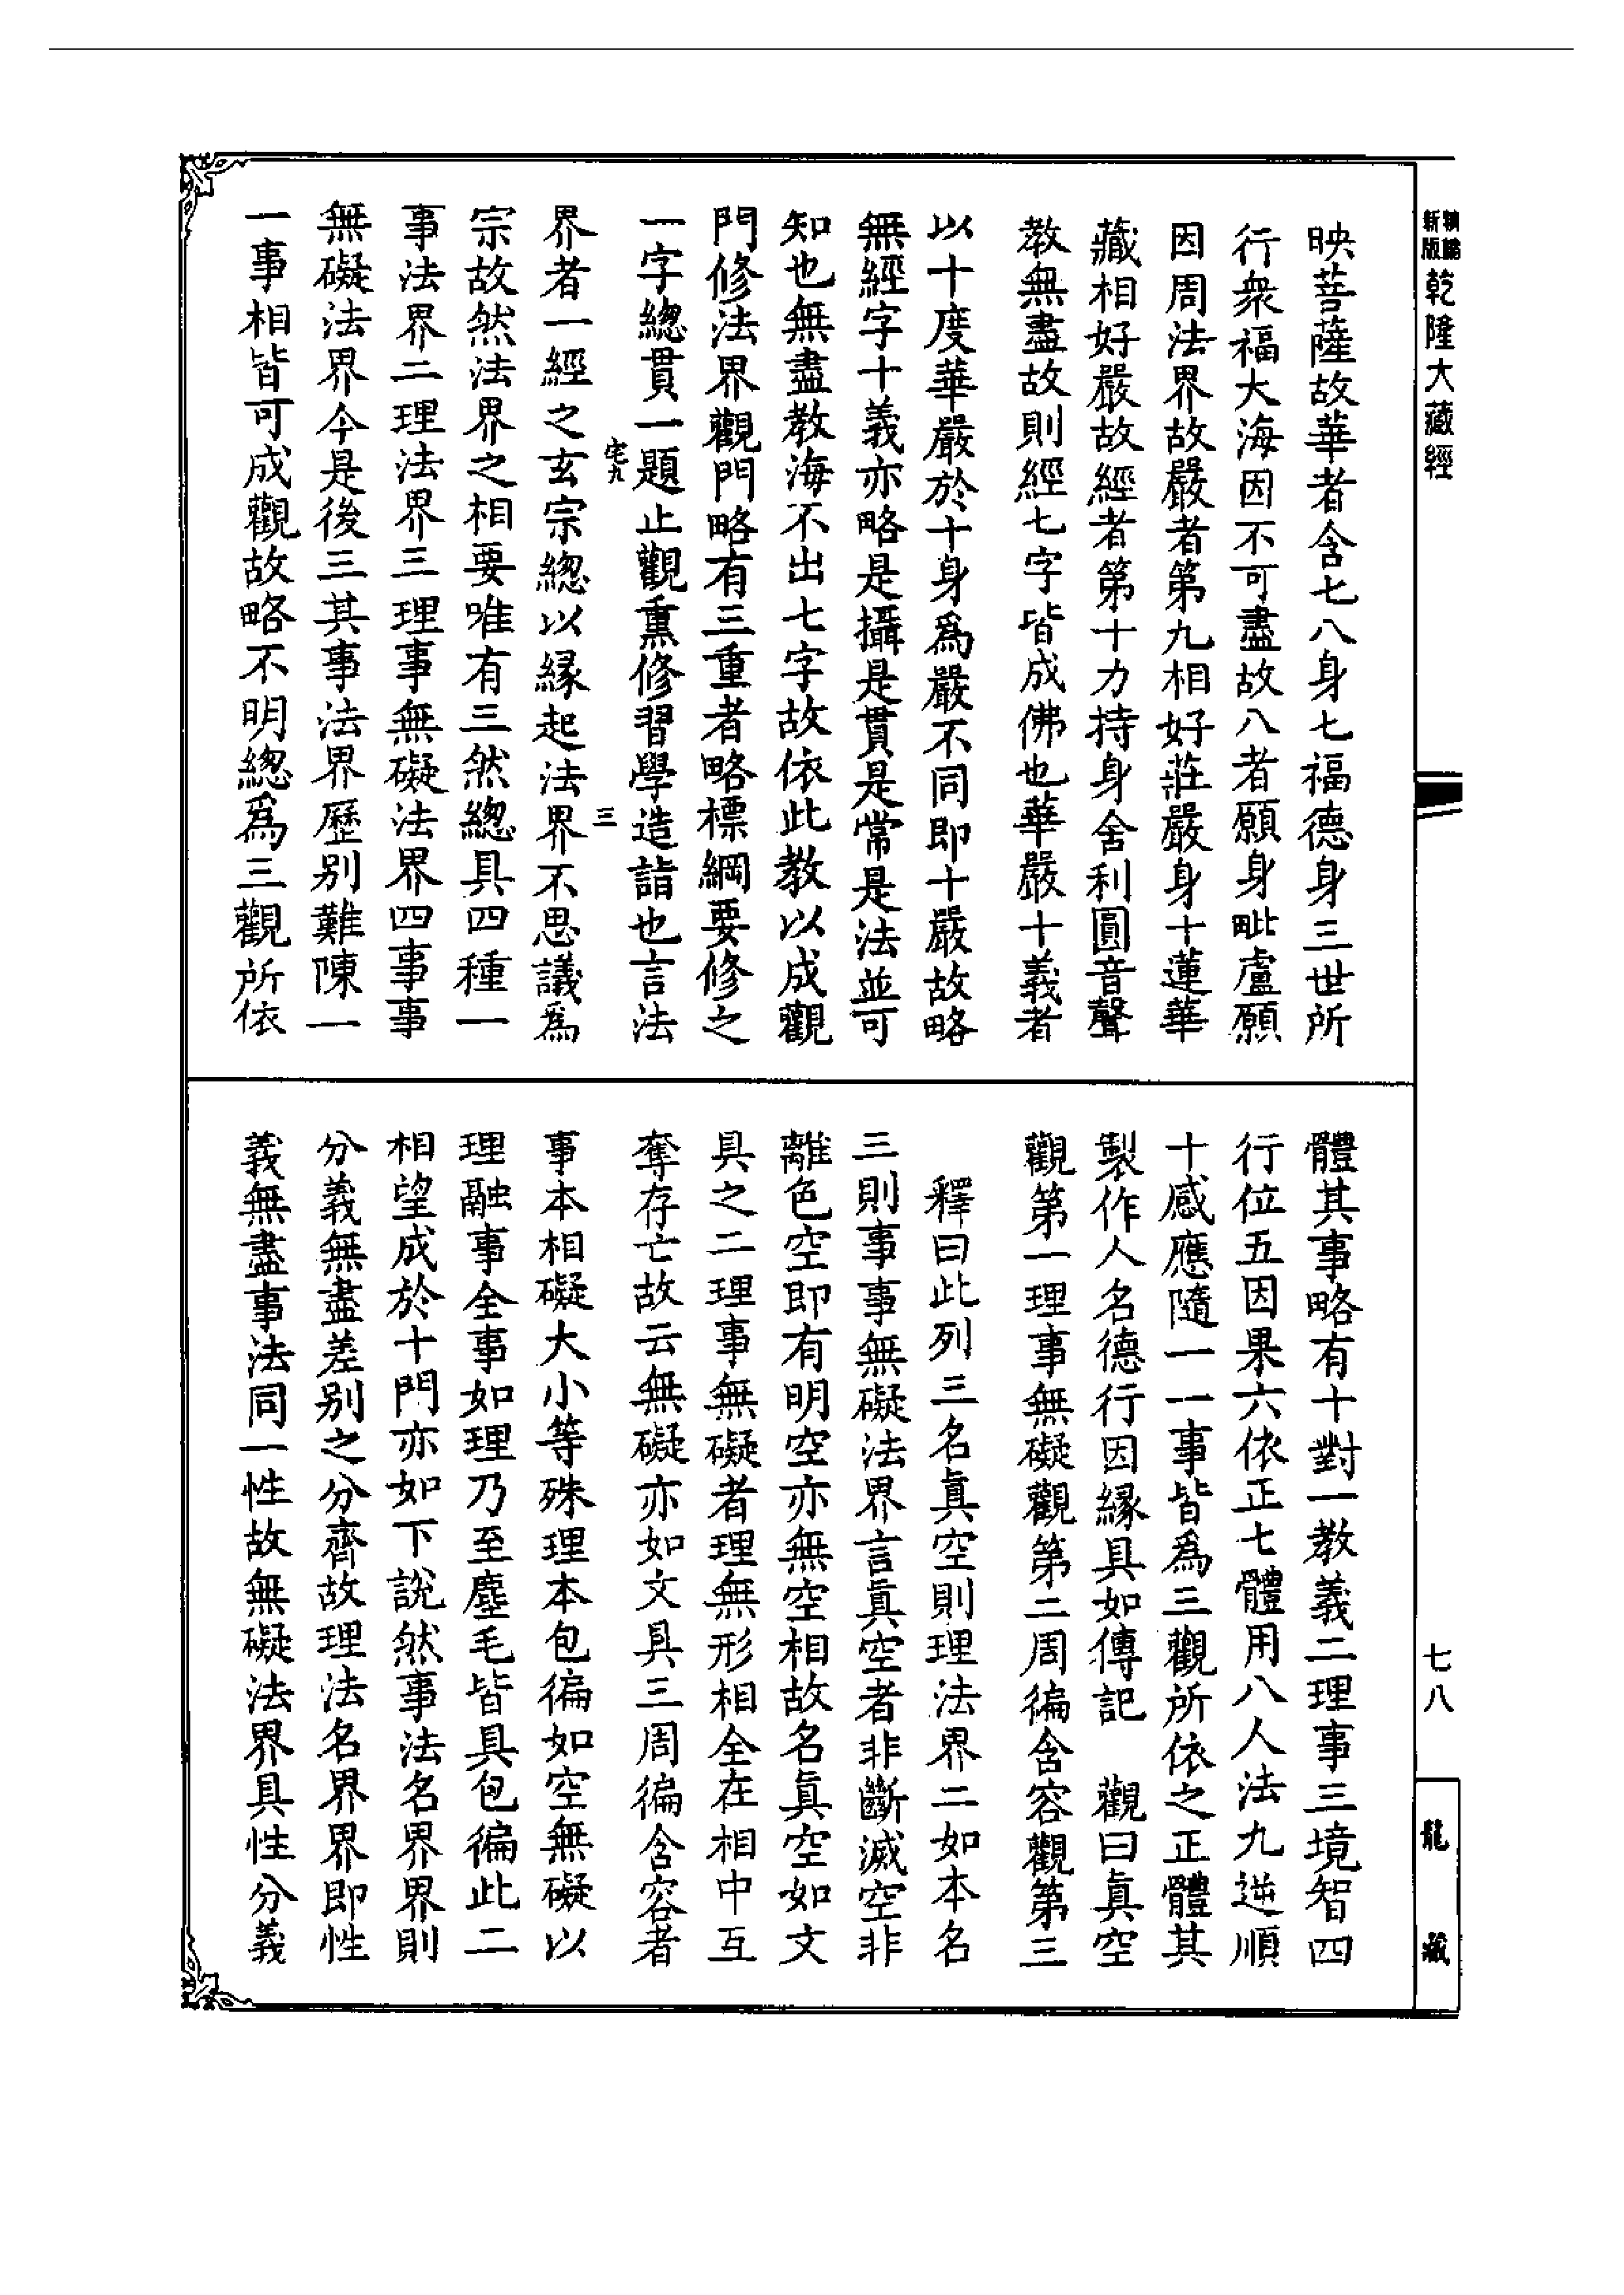 新版 精編
乾隆大藏經
映菩薩故華者含七八身七福德身三世所
行衆福大海因不可盡故八者願身毗盧願
因周法界故嚴者第九相好莊嚴身十蓮華
藏相好嚴故經者第十力持身舍利圓音聲
教無盡故則經七字皆成佛也華嚴十義者
以十度華嚴於十身爲嚴不同即十嚴故略
無經字十義亦略是攝是貫是常是法並可
知也無盡教海不出七字故依此教以成觀
門修法界觀門略有三重者略標綱要修之
一字總貫一題止觀熏修習學造詣也言法
宅九
三
界者一經之玄宗總以緣起法界不思議爲
宗故然法界之相要唯有三然總具四種一
事法界二理法界三理事無礙法界四事事
無礙法界今是後三其事法界歷别難陳一
一事相皆可成觀故略不明總爲三觀所依
體其事略有十對一教義二理事三境智四
行位五因果六依正七體用八人法九逆順
十感應隨一一事皆爲三觀所依之正體其
製作人名德行因緣具如傳記　觀曰眞空
觀第一理事無礙觀第二周徧含容觀第三
釋曰此列三名眞空則理法界二如本名
三則事事無礙法界言眞空者非斷滅空非
離色空即有明空亦無空相故名眞空如文
具之二理事無礙者理無形相全在相中互
奪存亡故云無礙亦如文具三周徧含容者
事本相礙大小等殊理本包徧如空無礙以
理融事全事如理乃至塵毛皆具包徧此二
相望成於十門亦如下說然事法名界界則
分義無盡差别之分齊故理法名界界即性
義無盡事法同一性故無礙法界具性分義
七八
龍藏